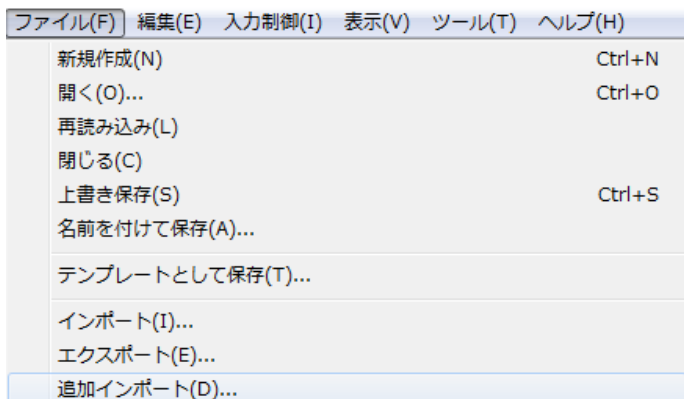 ファイル(F) 編集(E) 入力制御(I) 表示(V) ツール(T) ヘルプ(H)
新規作成(N) Ctrl+N
開く(O)... Ctrl+O
再読み込み(L)
閉じる(C)
上書き保存(S) Ctrl+S
名前を付けて保存(A)...
テンプレートとして保存(T)...
インポート(I)...
エクスポート(E)...
追加インポート(D)...